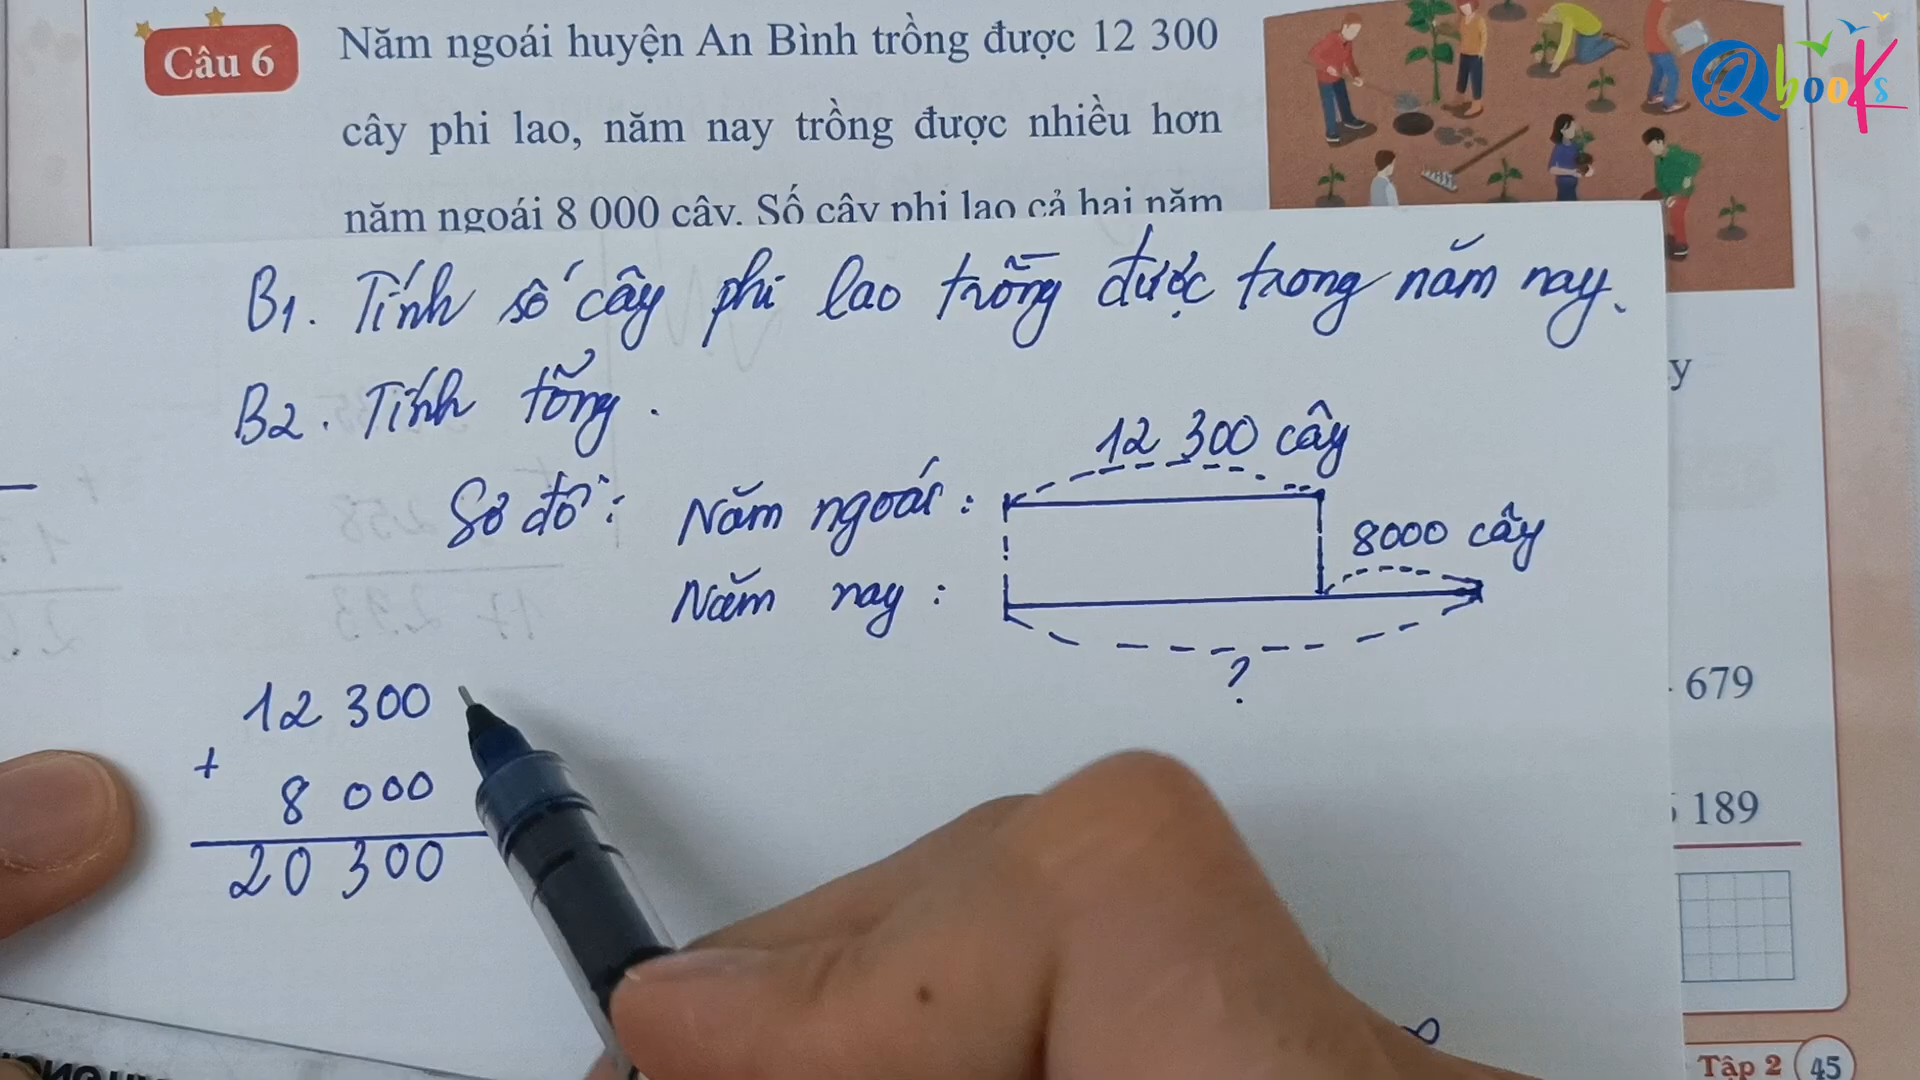 Câu 6
Năm ngoái huyện An Bình trồng được 12 300
cây phi lao, năm nay trồng được nhiều hơn
năm ngoái 8 000 cây. Số cây phi lao cả hai năm
Qbooks
B1. Tính số cây phi lao trồng được trong năm nay.
B2. Tính tổng.
12 300 cây
Sơ đồ: Năm ngoái:
8000 cây
Năm nay:
?
12 300
+
8 000
20 300
y
679
189
Tập 2 45